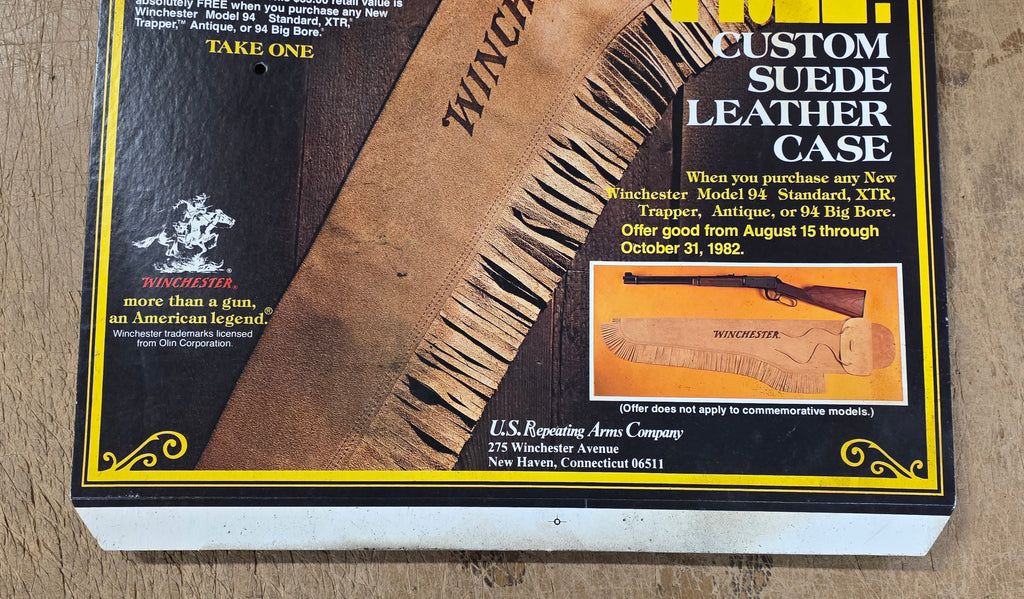 absolutely FREE when you purchase any New
Winchester Model 94 Standard, XTR,
Trapper,™ Antique, or 94 Big Bore.
TAKE ONE
WINCH
CUSTOM
SUEDE
LEATHER
CASE
When you purchase any New
Winchester Model 94 Standard, XTR,
Trapper, Antique, or 94 Big Bore.
Offer good from August 15 through
October 31, 1982.
WINCHESTER®
more than a gun,
an American legend.®
Winchester trademarks licensed
from Olin Corporation.
WINCHESTER
(Offer does not apply to commemorative models.)
U.S. Repeating Arms Company
275 Winchester Avenue
New Haven, Connecticut 06511